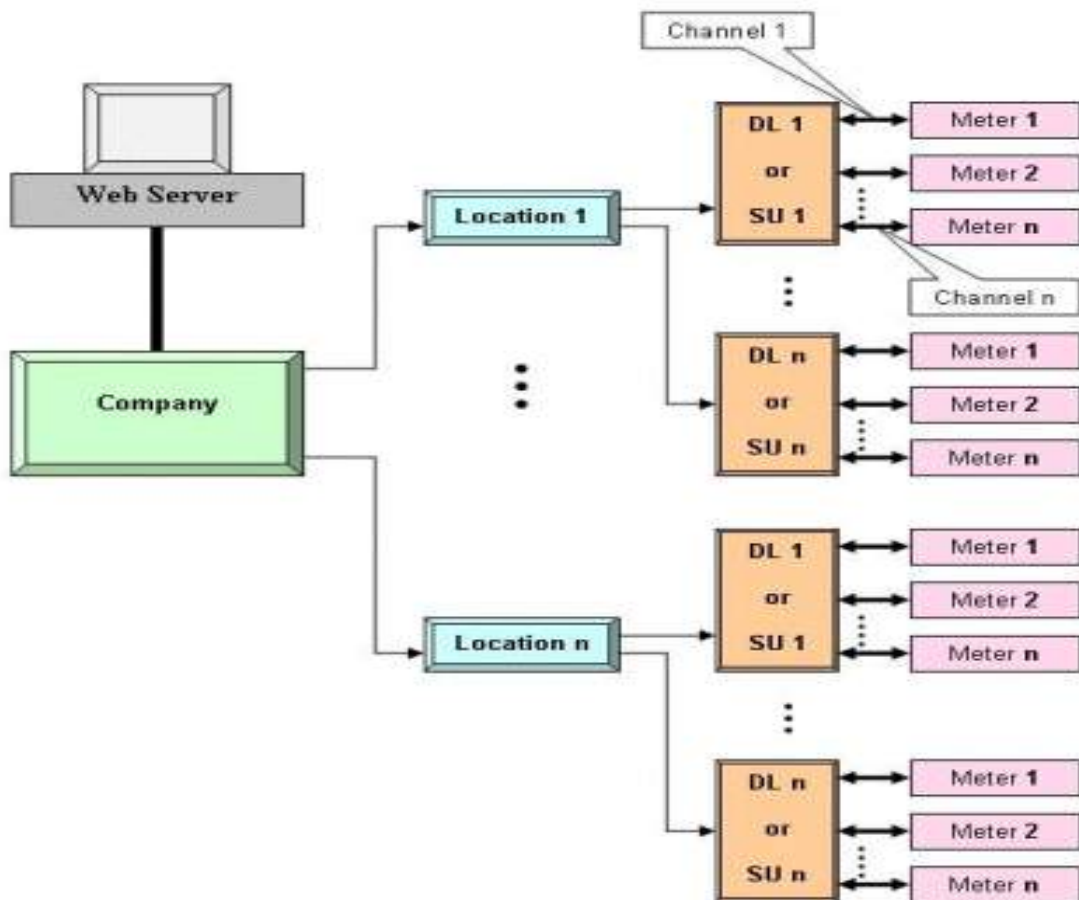 Channel 1
Web Server
Company
Location 1
DL 1
or
SU 1
Meter 1
Meter 2
Meter n
Channel n
DL n
or
SU n
Meter 1
Meter 2
Meter n
Location n
DL 1
or
SU 1
Meter 1
Meter 2
Meter n
DL n
or
SU n
Meter 1
Meter 2
Meter n